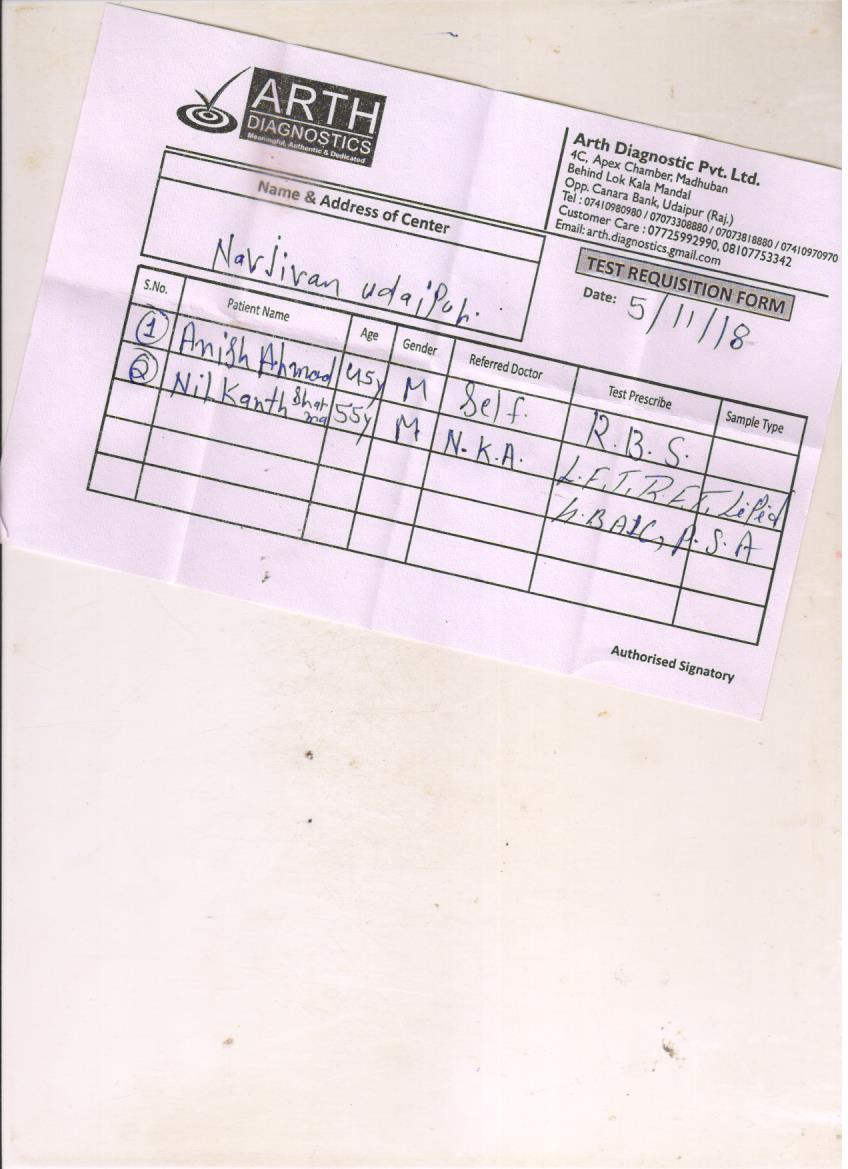 ARTH
DIAGNOSTICS
Meaningful, Authentic & Dedicated
Arth Diagnostic Pvt. Ltd.
4C, Apex Chamber, Madhuban
Behind Lok Kala Mandal
Opp. Canara Bank, Udaipur (Raj.)
Tel : 07410980980 / 07073308880 / 07073818880 / 07410970970
Customer Care : 07725992990, 08107753342
Email: arth.diagnostics.gmail.com
Name & Address of Center
Navjivan udaipur.
TEST REQUISITION FORM
Date: 5/11/18
S.No. Patient Name Age Gender Referred Doctor Test Prescribe Sample Type
1 Anish Ahmad 45y M Self. R.B.S.
2 Nilkanth Sharma 55y M N.K.A. L.F.T, R.F.T, Lipid
H.BA1C, P.S.A
Authorised Signatory